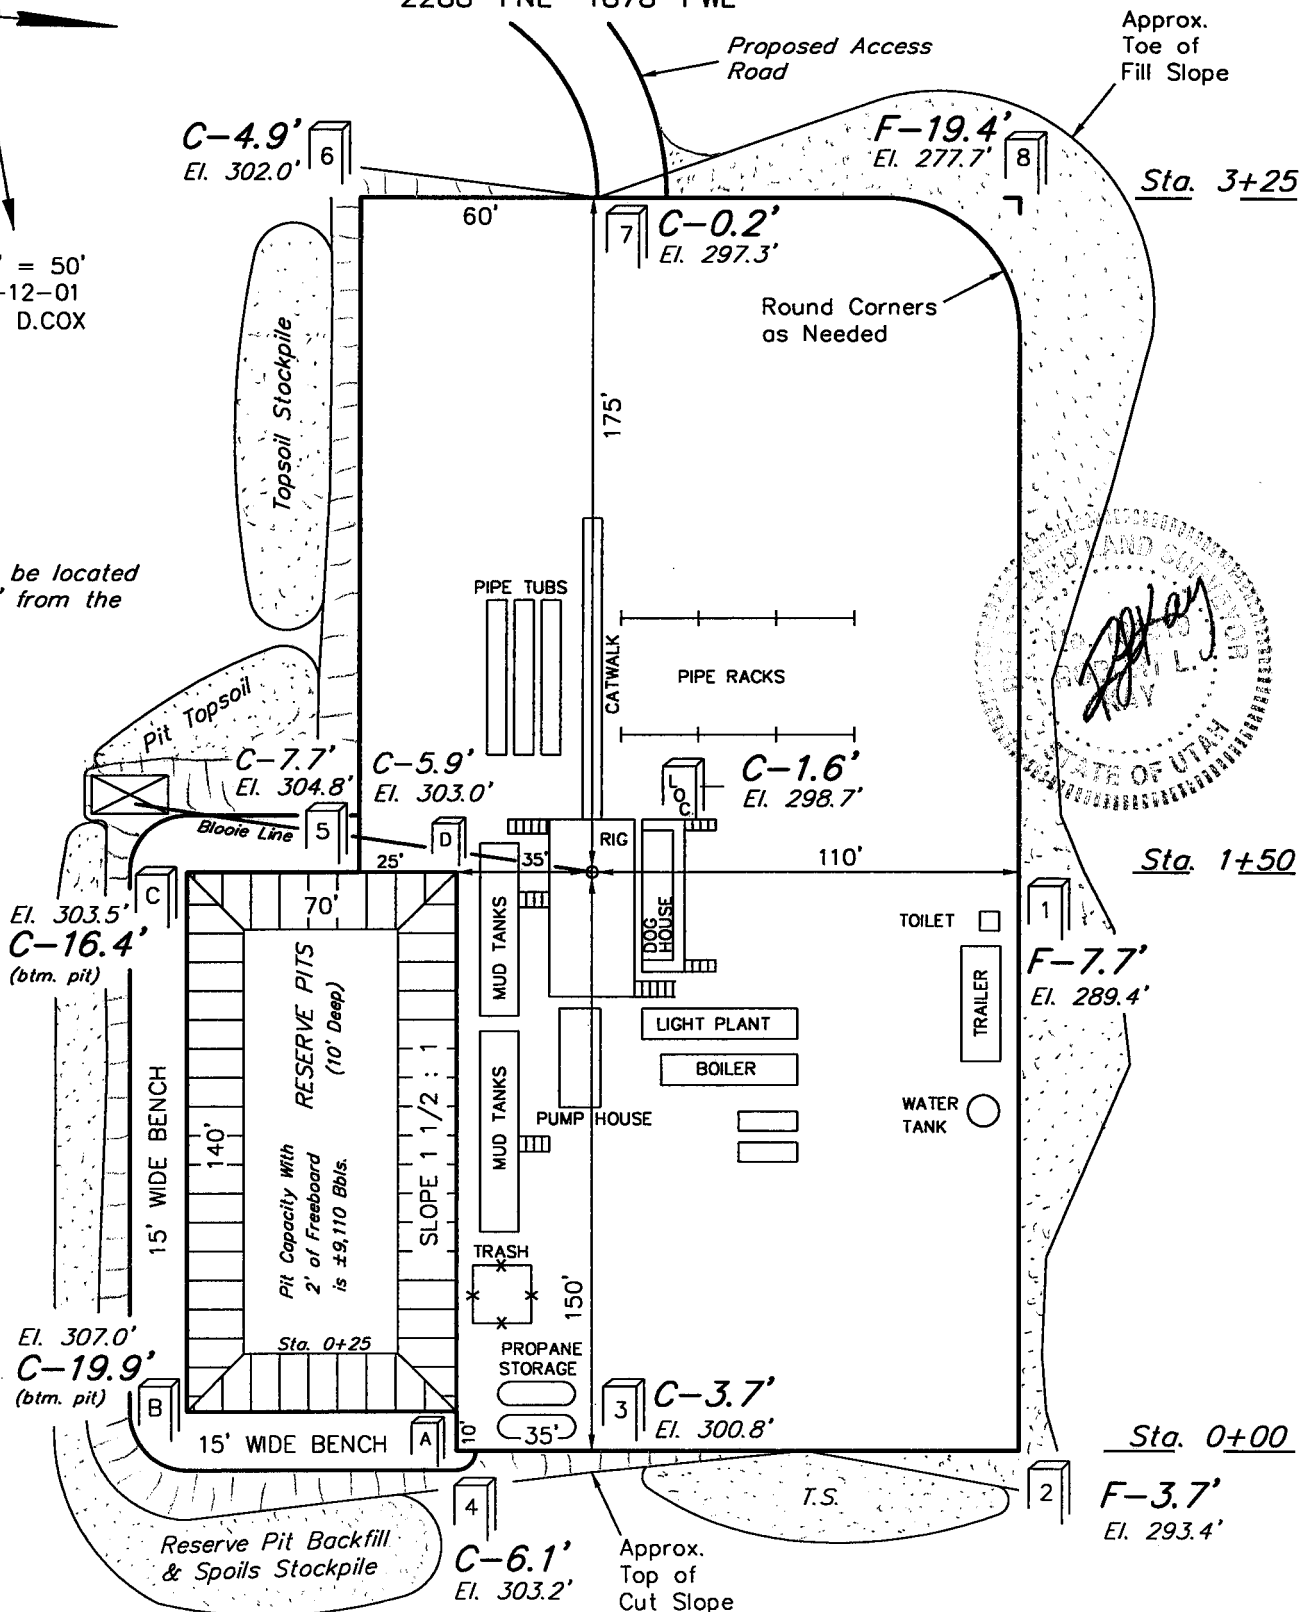 Proposed Access
Road
Approx.
Toe of
Fill Slope
C-4.9'
El. 302.0'
6
F-19.4'
El. 277.7'
8
Sta. 3+25
60'
7
C-0.2'
El. 297.3'
= 50'
-12-01
D.COX
Round Corners
as Needed
Topsoil Stockpile
175'
be located
from the
PIPE TUBS
CATWALK
PIPE RACKS
LAND SURVEYOR
STATE OF UTAH
Pit Topsoil
C-7.7'
El. 304.8'
C-5.9'
El. 303.0'
LOC.
C-1.6'
El. 298.7'
Blooie Line
5
D
RIG
25'
35'
110'
Sta. 1+50
C
El. 303.5'
C-16.4'
(btm. pit)
70'
MUD TANKS
DOG
HOUSE
TOILET
1
F-7.7'
El. 289.4'
RESERVE PITS
(10' Deep)
LIGHT PLANT
TRAILER
BOILER
15' WIDE BENCH
140'
Pit Capacity With
2' of Freeboard
is ±9,110 Bbls.
SLOPE 1 1/2 : 1
MUD TANKS
PUMP HOUSE
WATER
TANK
TRASH
150'
El. 307.0'
C-19.9'
(btm. pit)
Sta. 0+25
PROPANE
STORAGE
B
3
C-3.7'
El. 300.8'
15' WIDE BENCH
A
10'
35'
Sta. 0+00
T.S.
2
F-3.7'
El. 293.4'
4
Reserve Pit Backfill
& Spoils Stockpile
C-6.1'
El. 303.2'
Approx.
Top of
Cut Slope